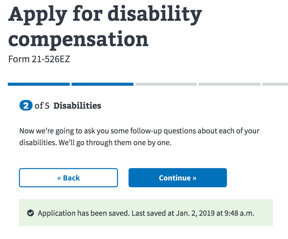 Apply for disability
compensation
Form 21-526EZ
2 of 5 Disabilities
Now we're going to ask you some follow-up questions about each of your
disabilities. We'll go through them one by one.
« Back
Continue »
Application has been saved. Last saved at Jan. 2, 2019 at 9:48 a.m.